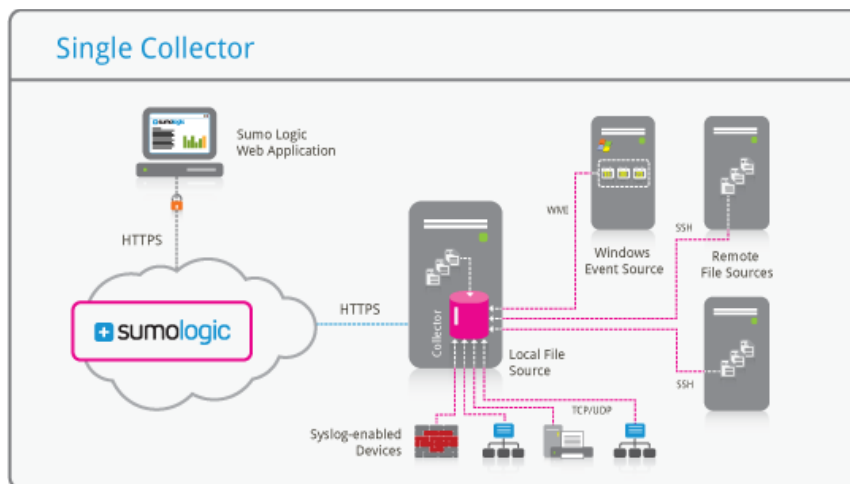 Single Collector
sumologic
Sumo Logic
Web Application
HTTPS
sumologic
HTTPS
Collector
Local File
Source
WMI
Windows
Event Source
SSH
Remote
File Sources
SSH
TCP/UDP
Syslog-enabled
Devices